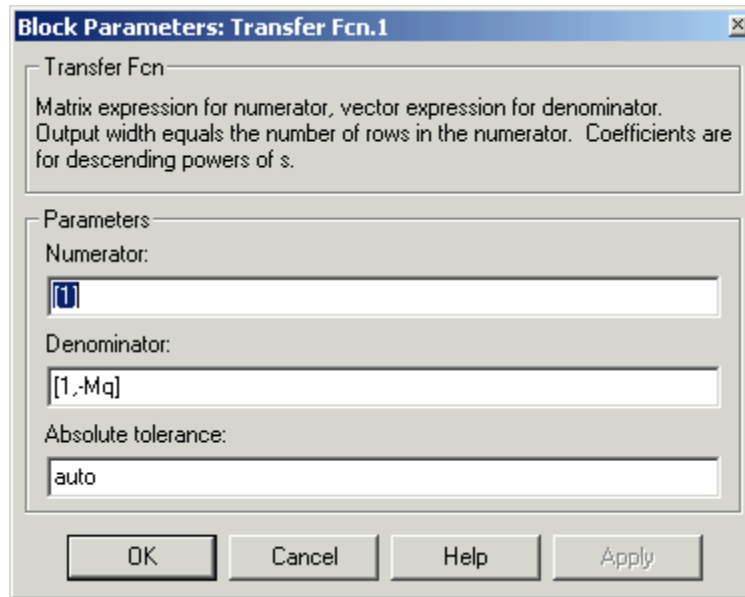 Block Parameters: Transfer Fcn.1
Transfer Fcn
Matrix expression for numerator, vector expression for denominator.
Output width equals the number of rows in the numerator.  Coefficients are
for descending powers of s.
Parameters
Numerator:
[1]
Denominator:
[1,-Mq]
Absolute tolerance:
auto
OK
Cancel
Help
Apply